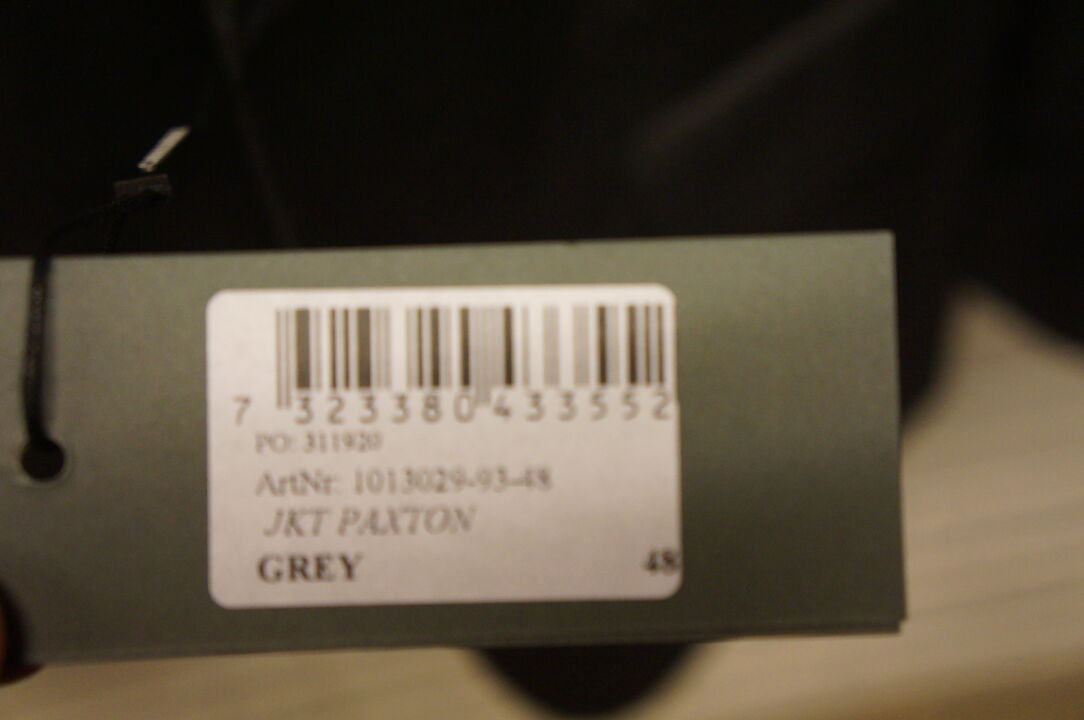 7 323380 433552
PO: 311920
ArtNr: 1013029-93-48
JKT PAXTON
GREY 48